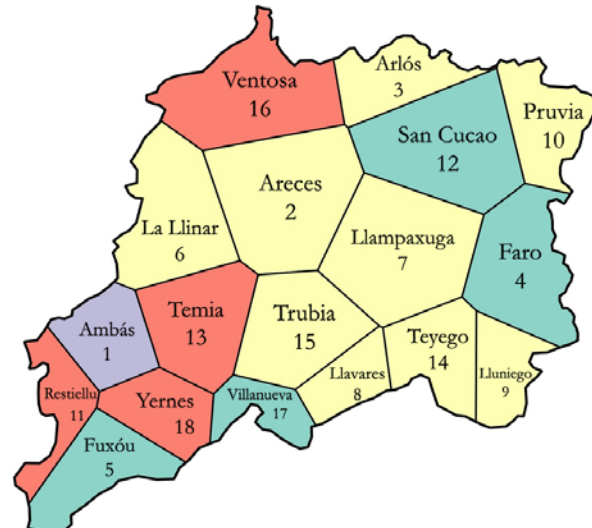 Ventosa
16
Arlós
3
Pruvia
10
San Cucao
12
Areces
2
La Llinar
6
Llampaxuga
7
Faro
4
Temia
13
Trubia
15
Ambás
1
Teyego
14
Llavares
8
Lluniego
9
Restiellu
11
Yernes
18
Villanueva
17
Fuxóu
5